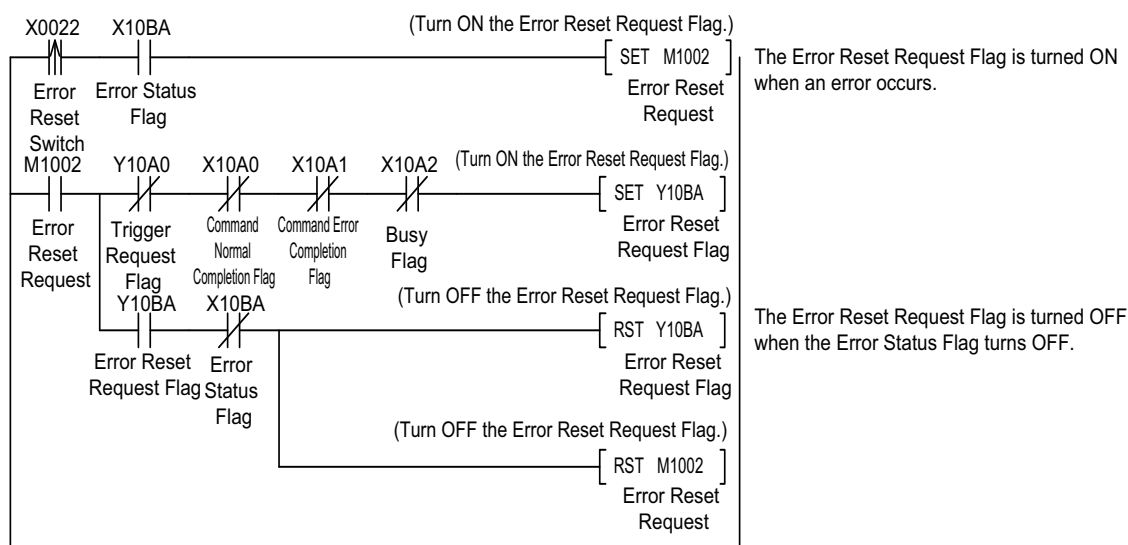 X0022 X10BA (Turn ON the Error Reset Request Flag.)
SET M1002
Error Reset Switch
Error Status Flag
Error Reset Request
The Error Reset Request Flag is turned ON
when an error occurs.
M1002 Y10A0 X10A0 X10A1 X10A2 (Turn ON the Error Reset Request Flag.)
SET Y10BA
Error Reset Request
Trigger Request Flag
Command Normal Completion Flag
Command Error Completion Flag
Busy Flag
Error Reset Request Flag
Y10BA X10BA (Turn OFF the Error Reset Request Flag.)
RST Y10BA
Error Reset Request Flag
Error Status Flag
Error Reset Request Flag
The Error Reset Request Flag is turned OFF
when the Error Status Flag turns OFF.
(Turn OFF the Error Reset Request Flag.)
RST M1002
Error Reset Request